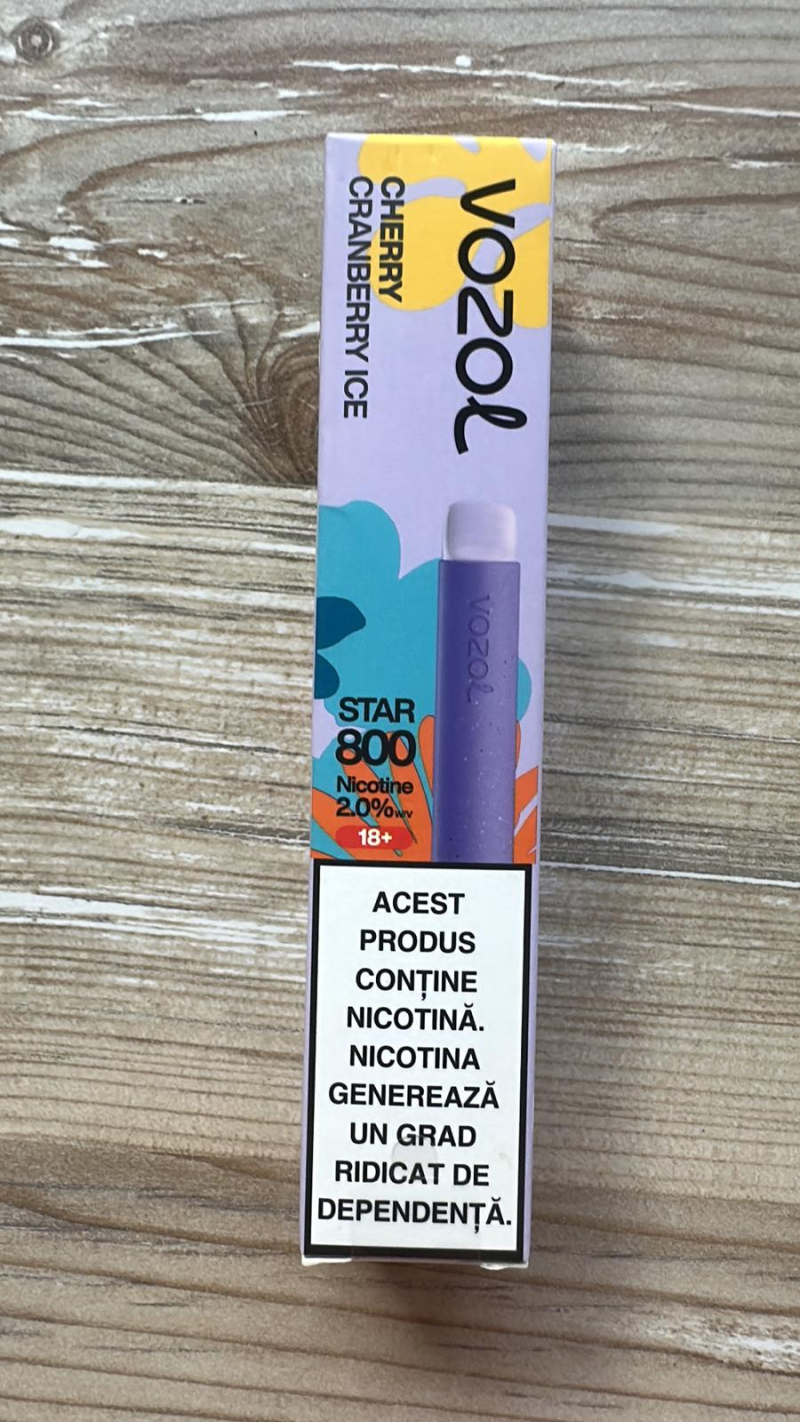 VOZOL
CHERRY
CRANBERRY ICE
VOZOL
STAR
800
Nicotine
2.0%w/v
18+
ACEST
PRODUS
CONȚINE
NICOTINĂ.
NICOTINA
GENEREAZĂ
UN GRAD
RIDICAT DE
DEPENDENȚĂ.